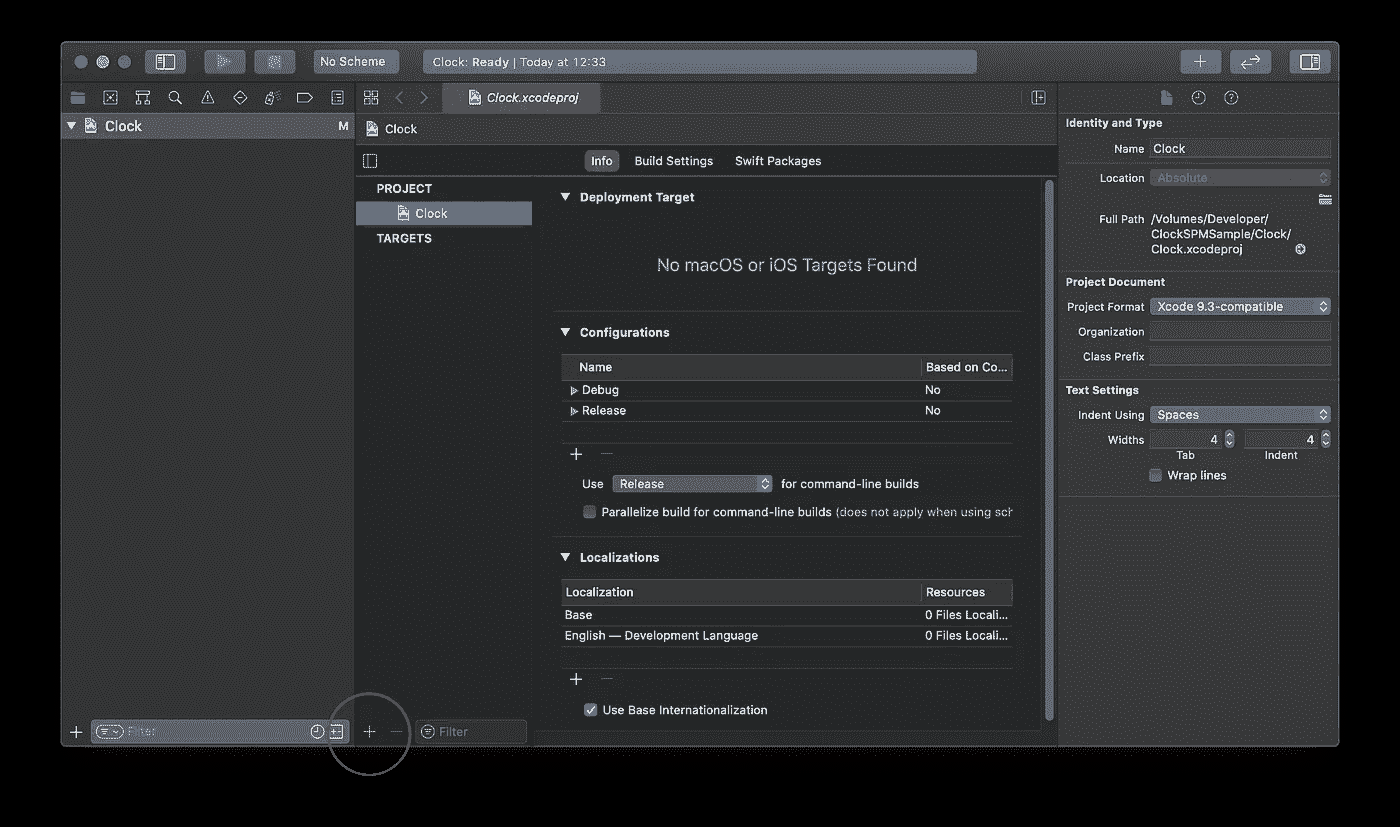 No Scheme
Clock: Ready | Today at 12:33
Clock.xcodeproj
Clock M
Clock
Info Build Settings Swift Packages
PROJECT
Clock
TARGETS
Deployment Target
No macOS or iOS Targets Found
Configurations
Name Based on Co...
Debug No
Release No
Use Release for command-line builds
Parallelize build for command-line builds (does not apply when using sch
Localizations
Localization Resources
Base 0 Files Locali...
English — Development Language 0 Files Locali...
Use Base Internationalization
Filter
Filter
Identity and Type
Name Clock
Location Absolute
Full Path /Volumes/Developer/
ClockSPMSample/Clock/
Clock.xcodeproj
Project Document
Project Format Xcode 9.3-compatible
Organization
Class Prefix
Text Settings
Indent Using Spaces
Widths 4 4
Tab Indent
Wrap lines